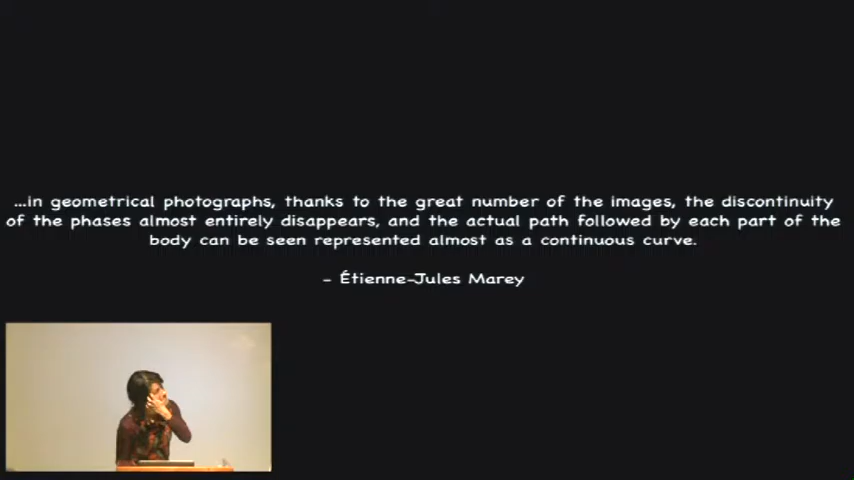 ...in geometrical photographs, thanks to the great number of the images, the discontinuity
of the phases almost entirely disappears, and the actual path followed by each part of the
body can be seen represented almost as a continuous curve.
– Étienne-Jules Marey